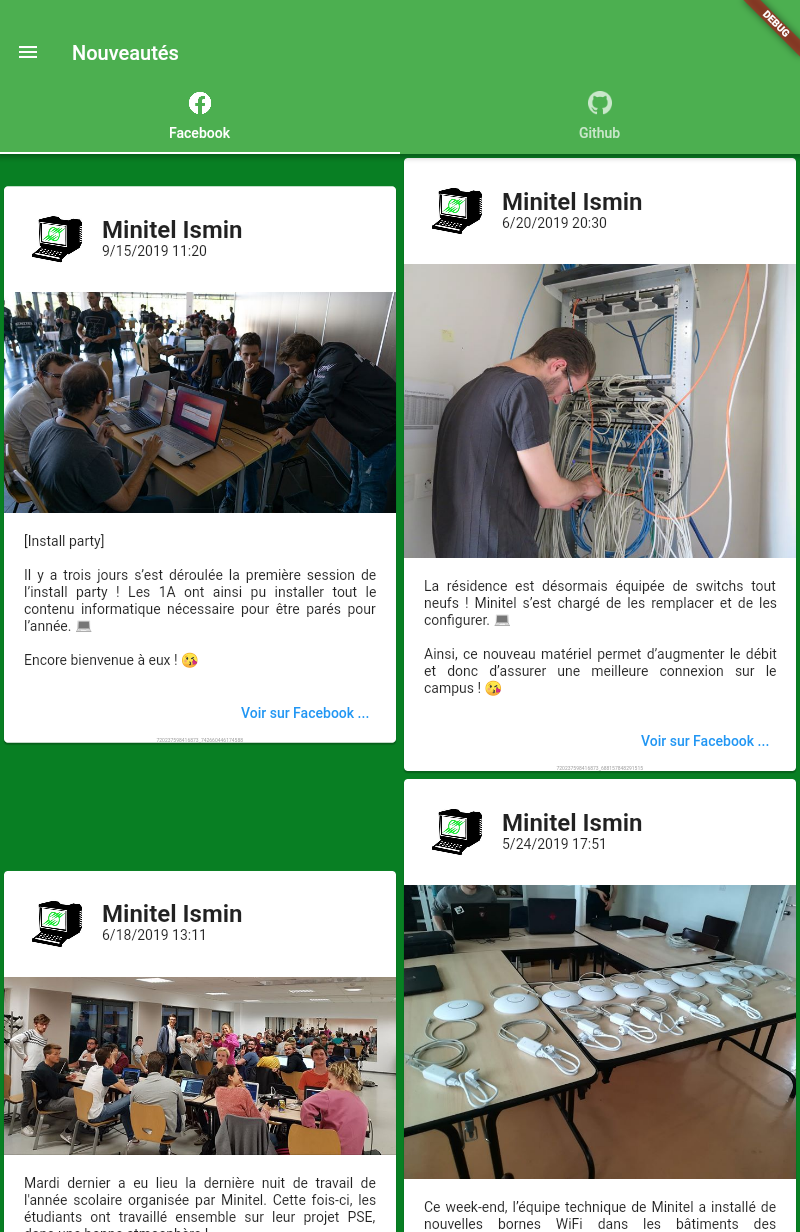 DEBUG
Nouveautés
Facebook
Github
Minitel Ismin
9/15/2019 11:20
[Install party]
Il y a trois jours s’est déroulée la première session de
l’install party ! Les 1A ont ainsi pu installer tout le
contenu informatique nécessaire pour être parés pour
l’année. 💻
Encore bienvenue à eux ! 😘
Voir sur Facebook ...
Minitel Ismin
6/20/2019 20:30
La résidence est désormais équipée de switchs tout
neufs ! Minitel s’est chargé de les remplacer et de les
configurer. 💻
Ainsi, ce nouveau matériel permet d’augmenter le débit
et donc d’assurer une meilleure connexion sur le
campus ! 😘
Voir sur Facebook ...
Minitel Ismin
6/18/2019 13:11
Mardi dernier a eu lieu la dernière nuit de travail de
l'année scolaire organisée par Minitel. Cette fois-ci, les
étudiants ont travaillé ensemble sur leur projet PSE,
Minitel Ismin
5/24/2019 17:51
Ce week-end, l’équipe technique de Minitel a installé de
nouvelles bornes WiFi dans les bâtiments des